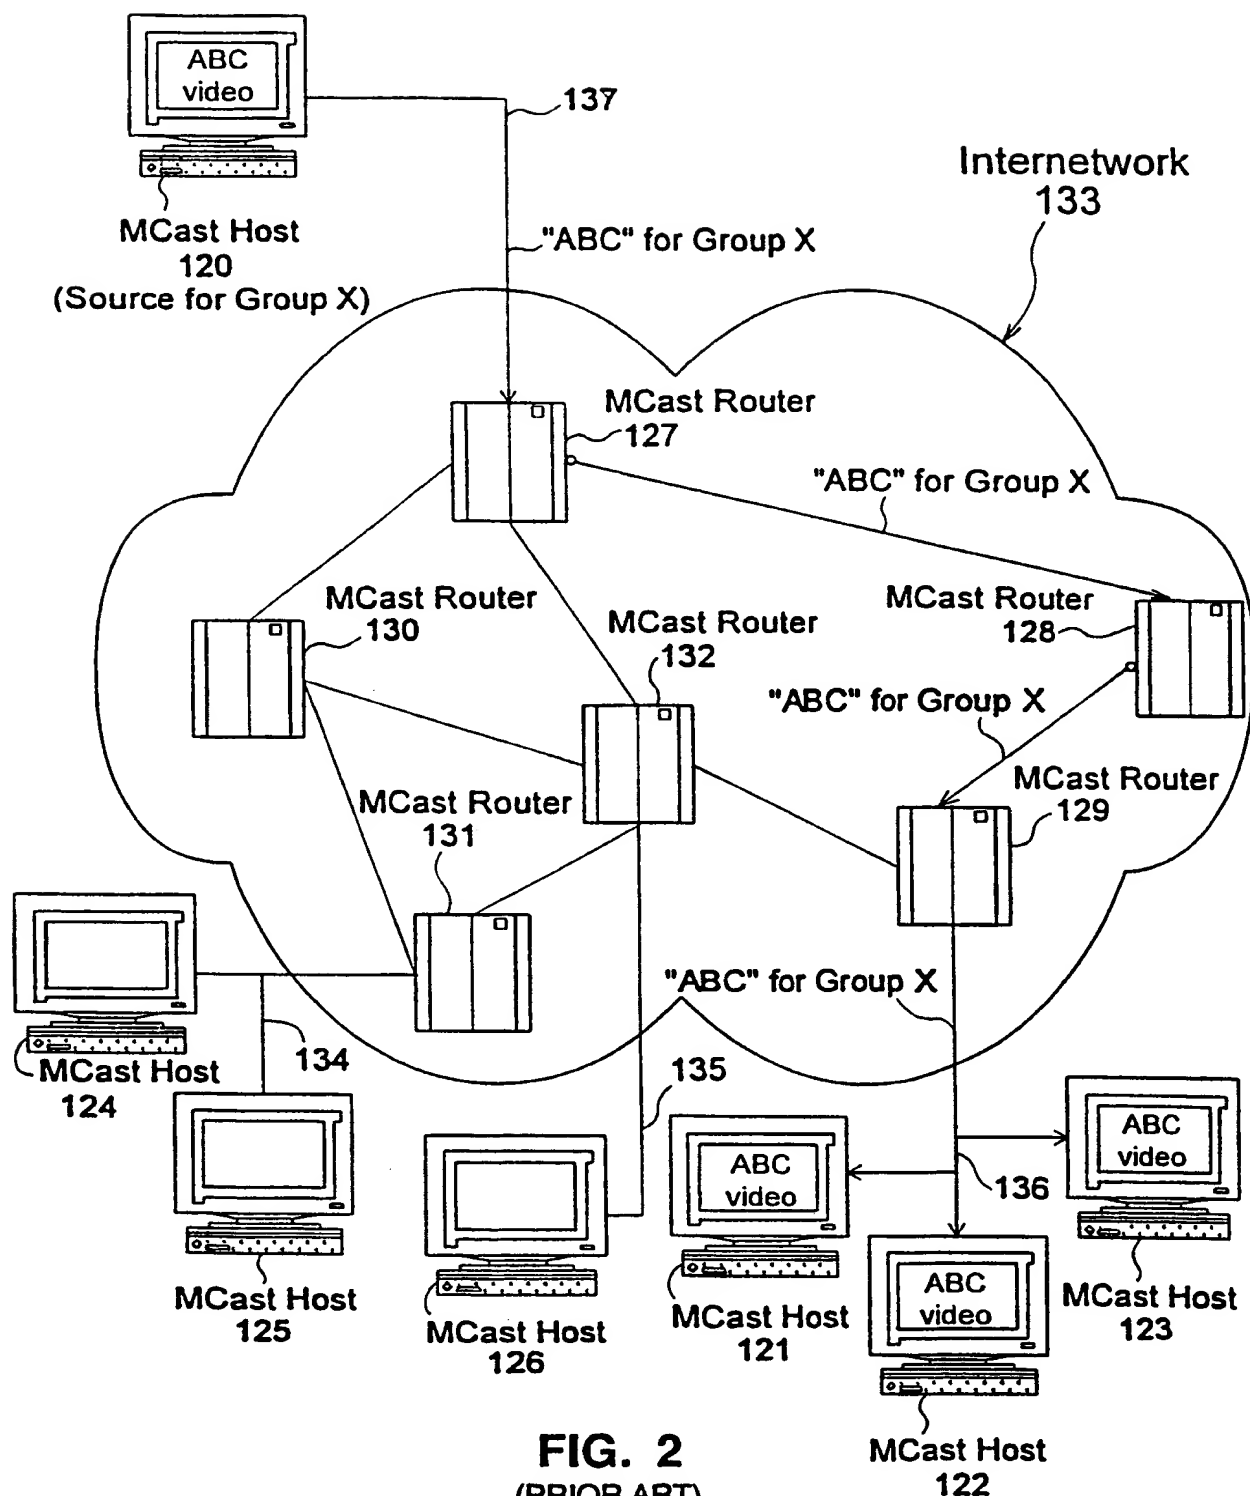 ABC
video
137
Internetwork
133
MCast Host
120
(Source for Group X)
"ABC" for Group X
MCast Router
127
"ABC" for Group X
MCast Router
130
MCast Router
128
MCast Router
132
"ABC" for Group X
MCast Router
129
MCast Router
131
"ABC" for Group X
134
MCast Host
124
135
ABC
video
ABC
video
136
ABC
video
MCast Host
125
MCast Host
126
MCast Host
121
MCast Host
123
MCast Host
122
FIG. 2
(PRIOR ART)